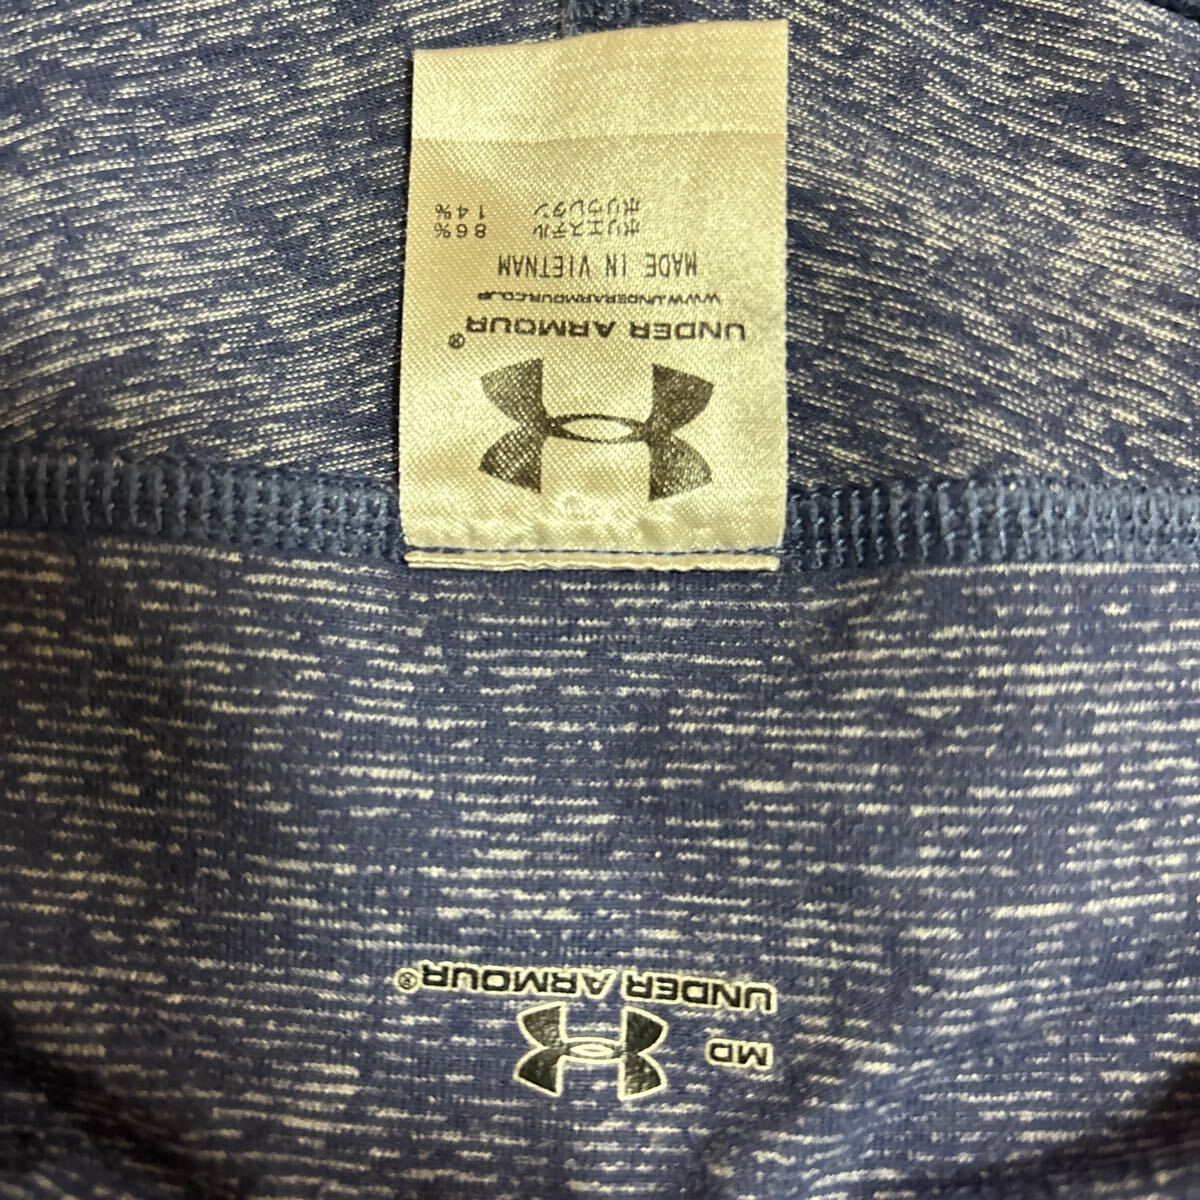 UNDER ARMOUR®
WWW.UNDERARMOUR.CO.JP
MADE IN VIETNAM
ポリエステル 86%
ポリウレタン 14%
MD
UNDER ARMOUR®